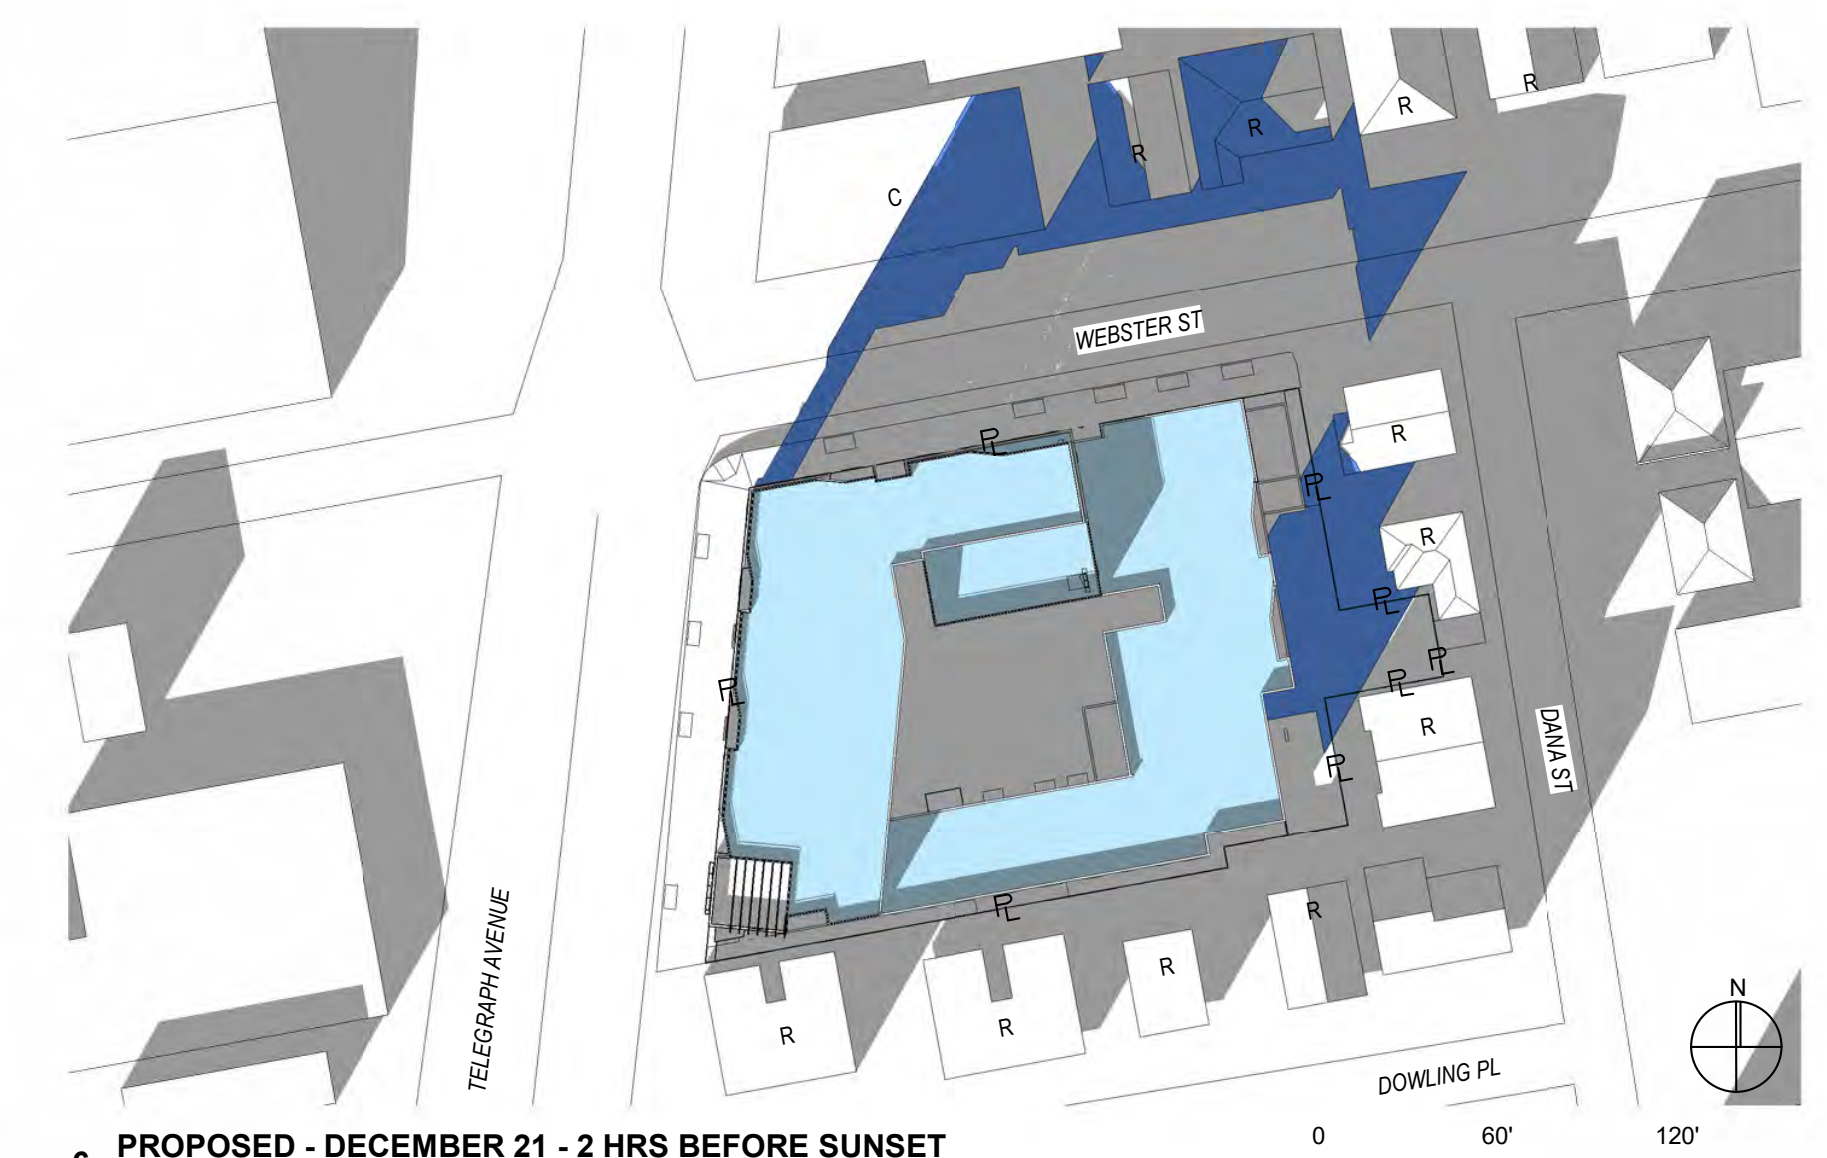 R
R
R
R
C
WEBSTER ST
PL
R
PL
R
PL
PL
PL
PL
R
DANA ST
PL
PL
R
R
R
R
N
TELEGRAPH AVENUE
DOWLING PL
0 60' 120'
PROPOSED - DECEMBER 21 - 2 HRS BEFORE SUNSET